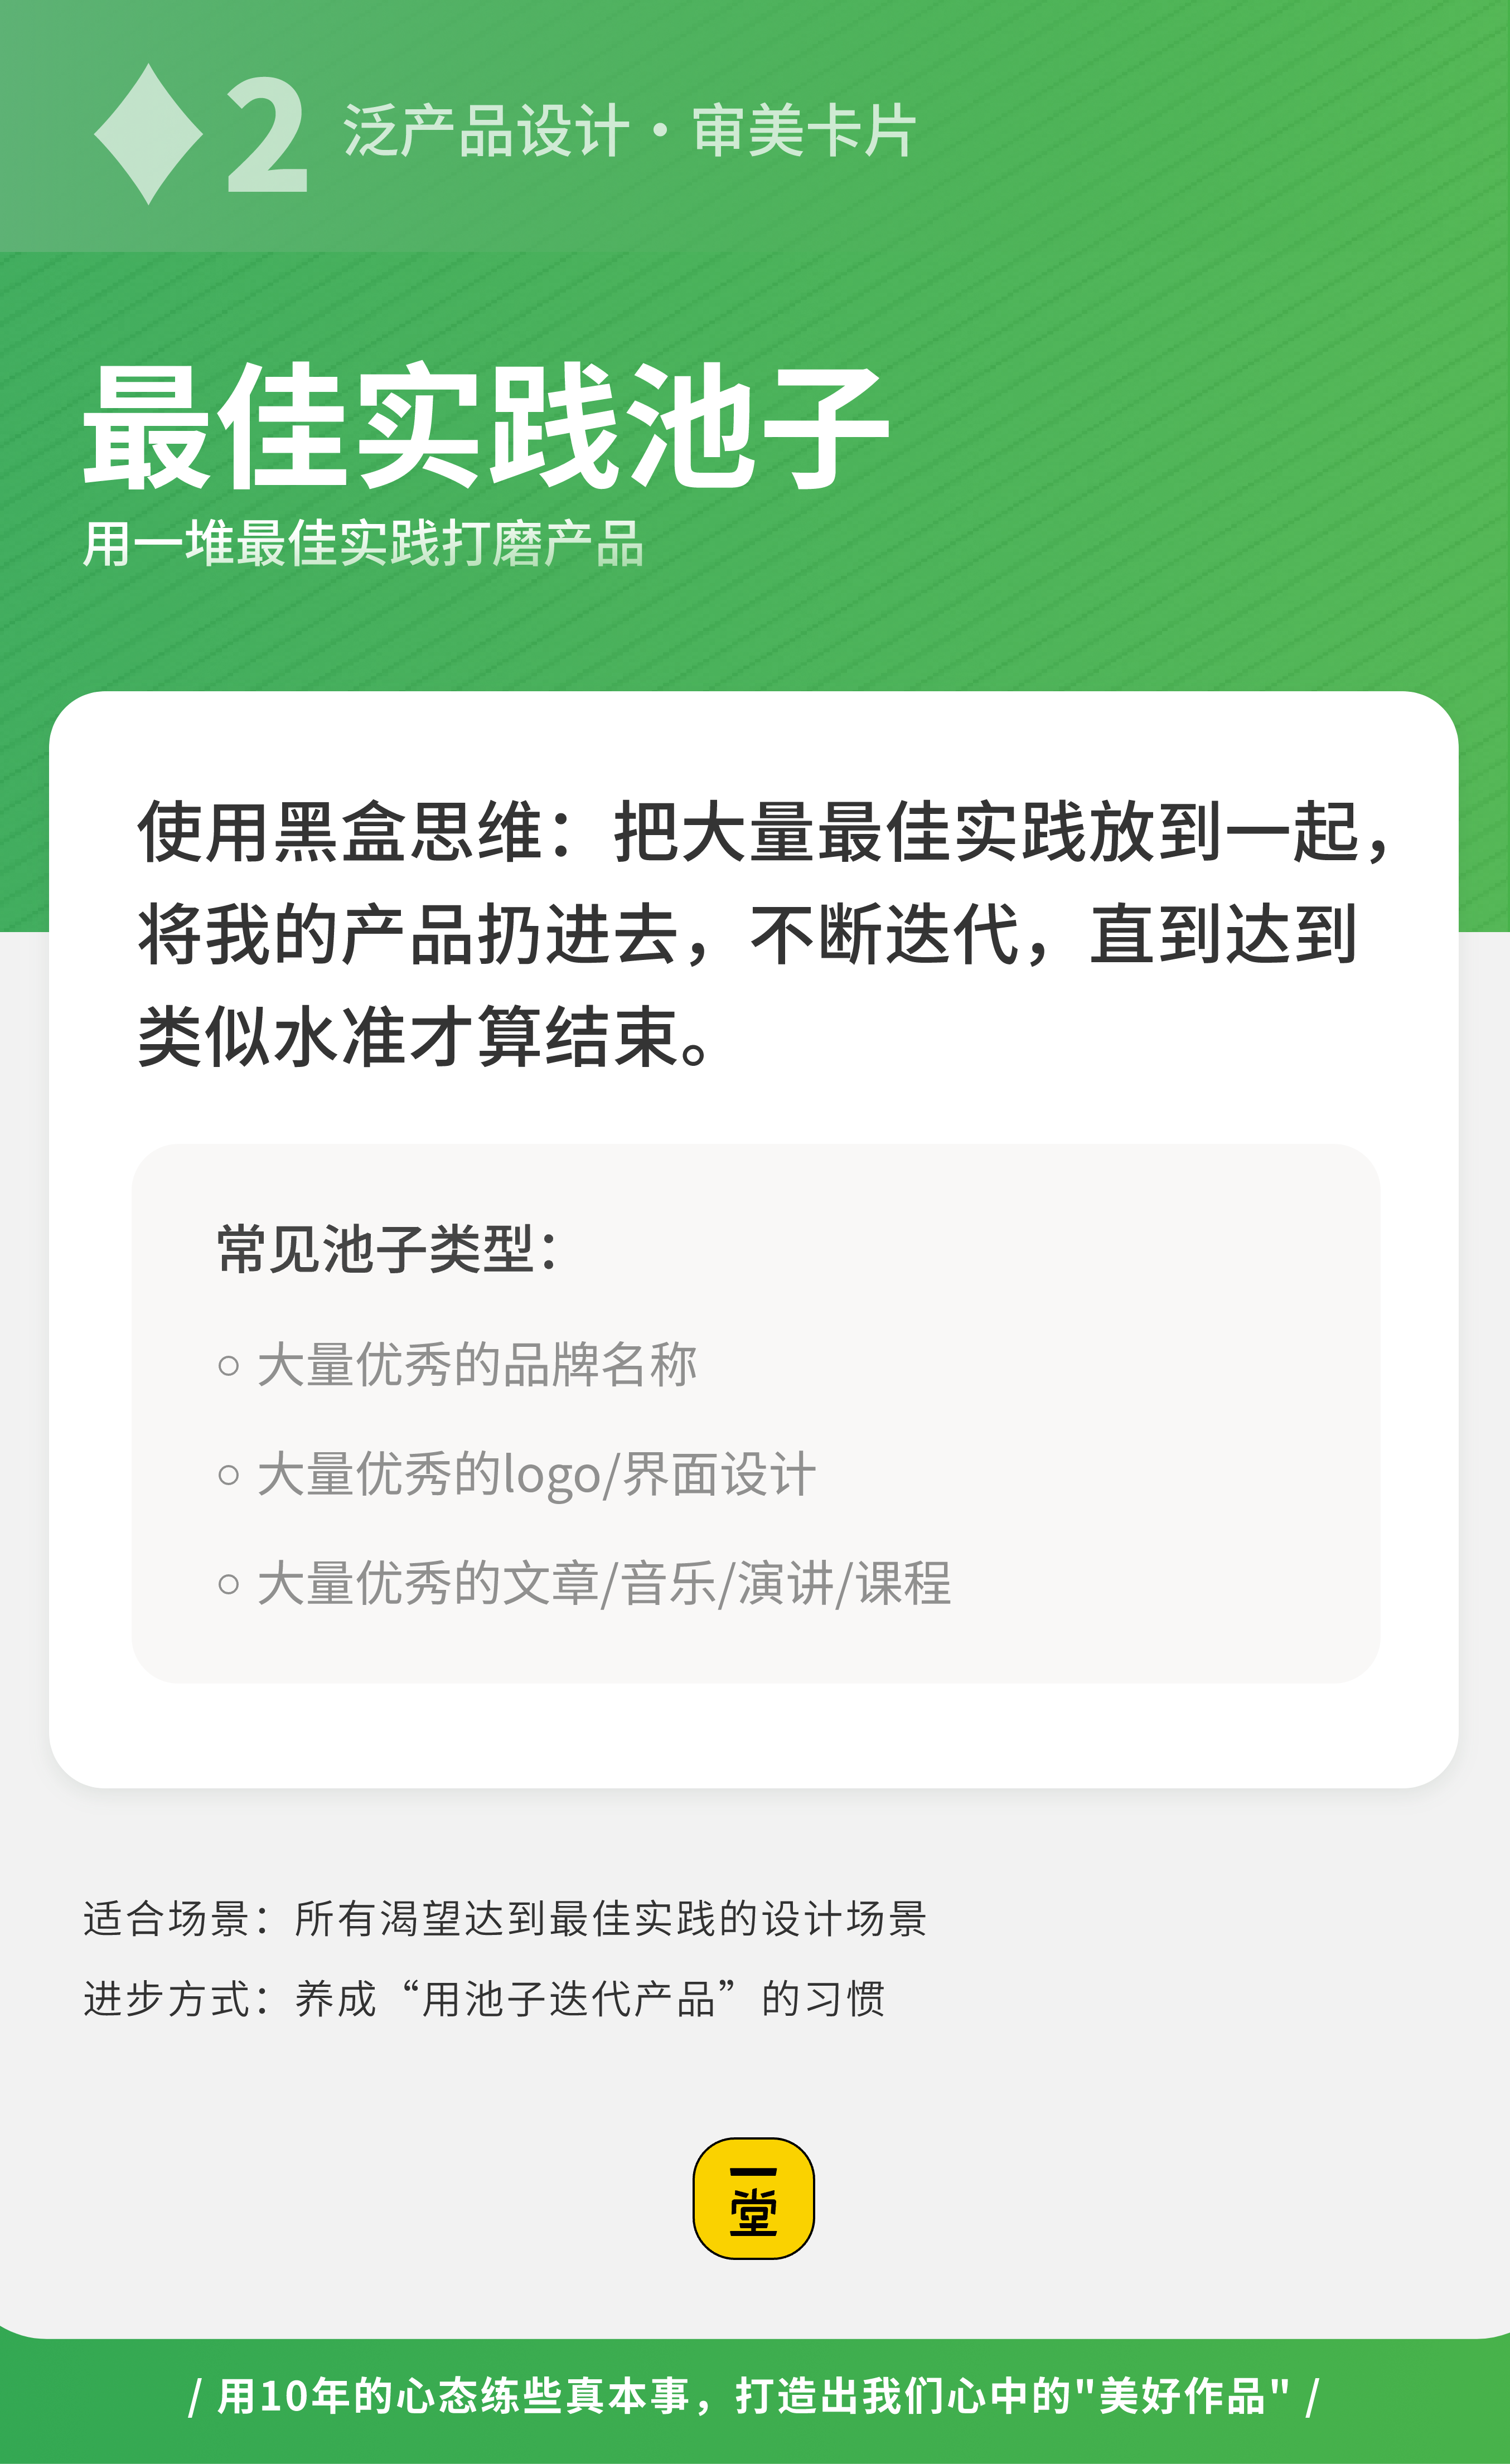 ♦2 泛产品设计·审美卡片
最佳实践池子
用一堆最佳实践打磨产品
使用黑盒思维：把大量最佳实践放到一起，
将我的产品扔进去，不断迭代，直到达到
类似水准才算结束。
常见池子类型：
○ 大量优秀的品牌名称
○ 大量优秀的logo/界面设计
○ 大量优秀的文章/音乐/演讲/课程
适合场景：所有渴望达到最佳实践的设计场景
进步方式：养成“用池子迭代产品”的习惯
一
堂
/ 用10年的心态练些真本事，打造出我们心中的"美好作品" /